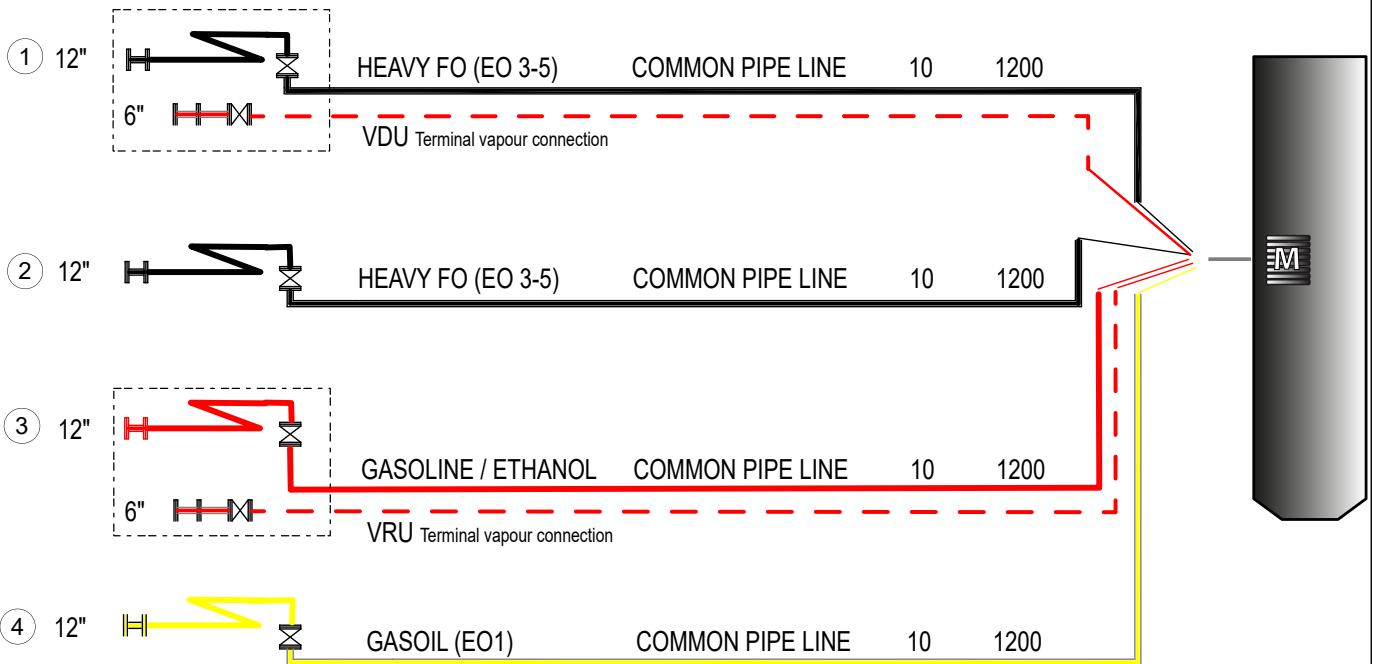 1 12" HEAVY FO (EO 3-5) COMMON PIPE LINE 10 1200
6" VDU Terminal vapour connection
2 12" HEAVY FO (EO 3-5) COMMON PIPE LINE 10 1200
M
3 12" GASOLINE / ETHANOL COMMON PIPE LINE 10 1200
6" VRU Terminal vapour connection
4 12" GASOIL (EO1) COMMON PIPE LINE 10 1200